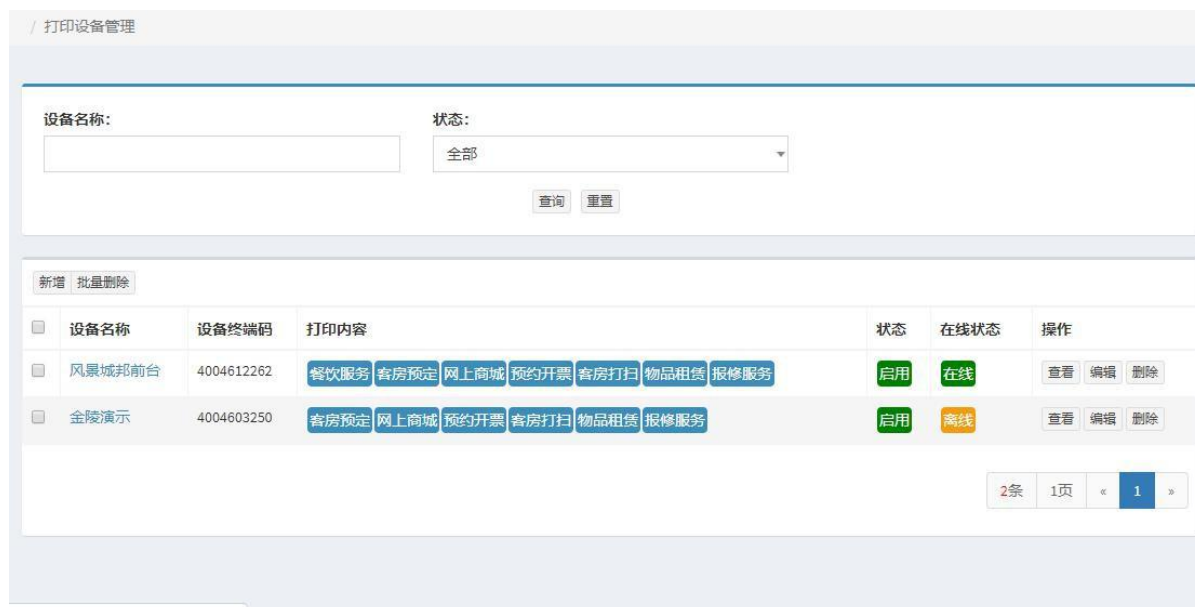 / 打印设备管理
设备名称: 状态:
全部
查询 重置
新增 批量删除
设备名称 设备终端码 打印内容 状态 在线状态 操作
风景城邦前台 4004612262 餐饮服务 客房预定 网上商城 预约开票 客房打扫 物品租赁 报修服务 启用 在线 查看 编辑 删除
金陵演示 4004603250 客房预定 网上商城 预约开票 客房打扫 物品租赁 报修服务 启用 离线 查看 编辑 删除
2条 1页 « 1 »